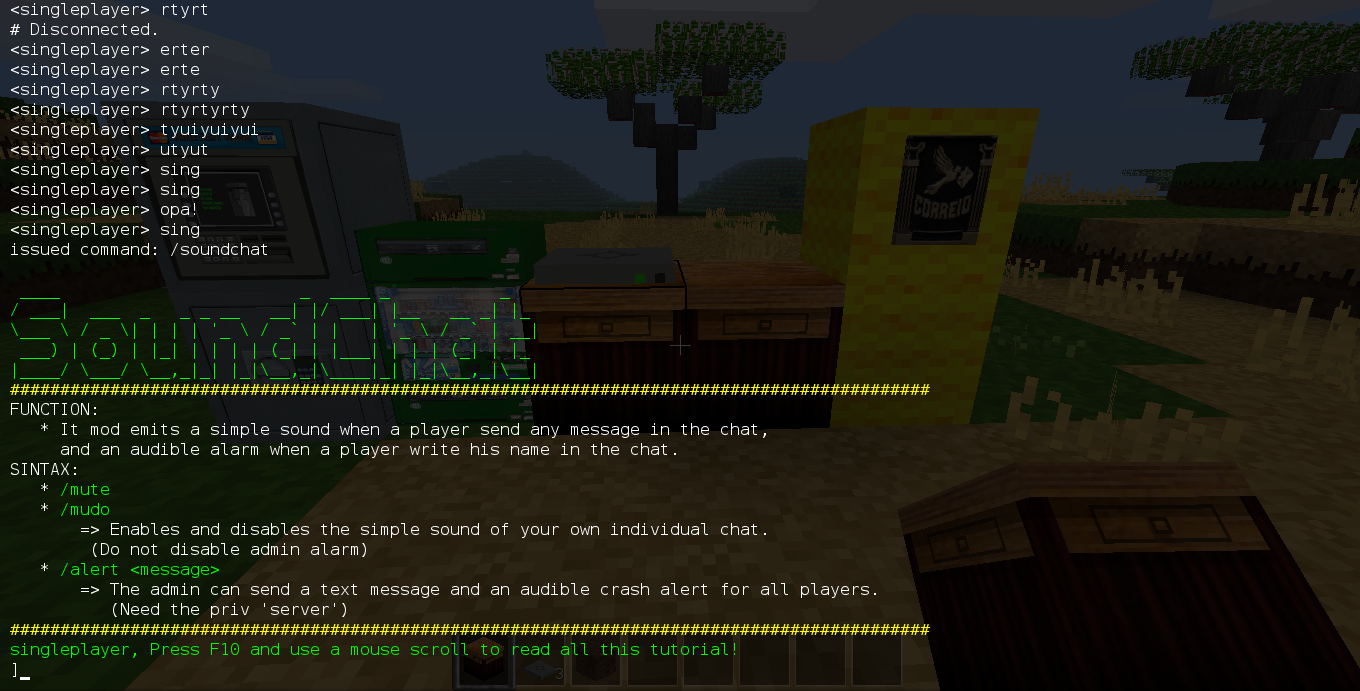 <singleplayer> rtyrt
# Disconnected.
<singleplayer> erter
<singleplayer> erte
<singleplayer> rtyrty
<singleplayer> rtyrtyrty
<singleplayer> tyuiyuiyui
<singleplayer> utyut
<singleplayer> sing
<singleplayer> sing
<singleplayer> opa!
<singleplayer> sing
issued command: /soundchat
SoundChat
############################################################################################
FUNCTION:
* It mod emits a simple sound when a player send any message in the chat,
and an audible alarm when a player write his name in the chat.
SINTAX:
* /mute
* /mudo
=> Enables and disables the simple sound of your own individual chat.
(Do not disable admin alarm)
* /alert <message>
=> The admin can send a text message and an audible crash alert for all players.
(Need the priv 'server')
############################################################################################
singleplayer, Press F10 and use a mouse scroll to read all this tutorial!
]_
CORREIO
3